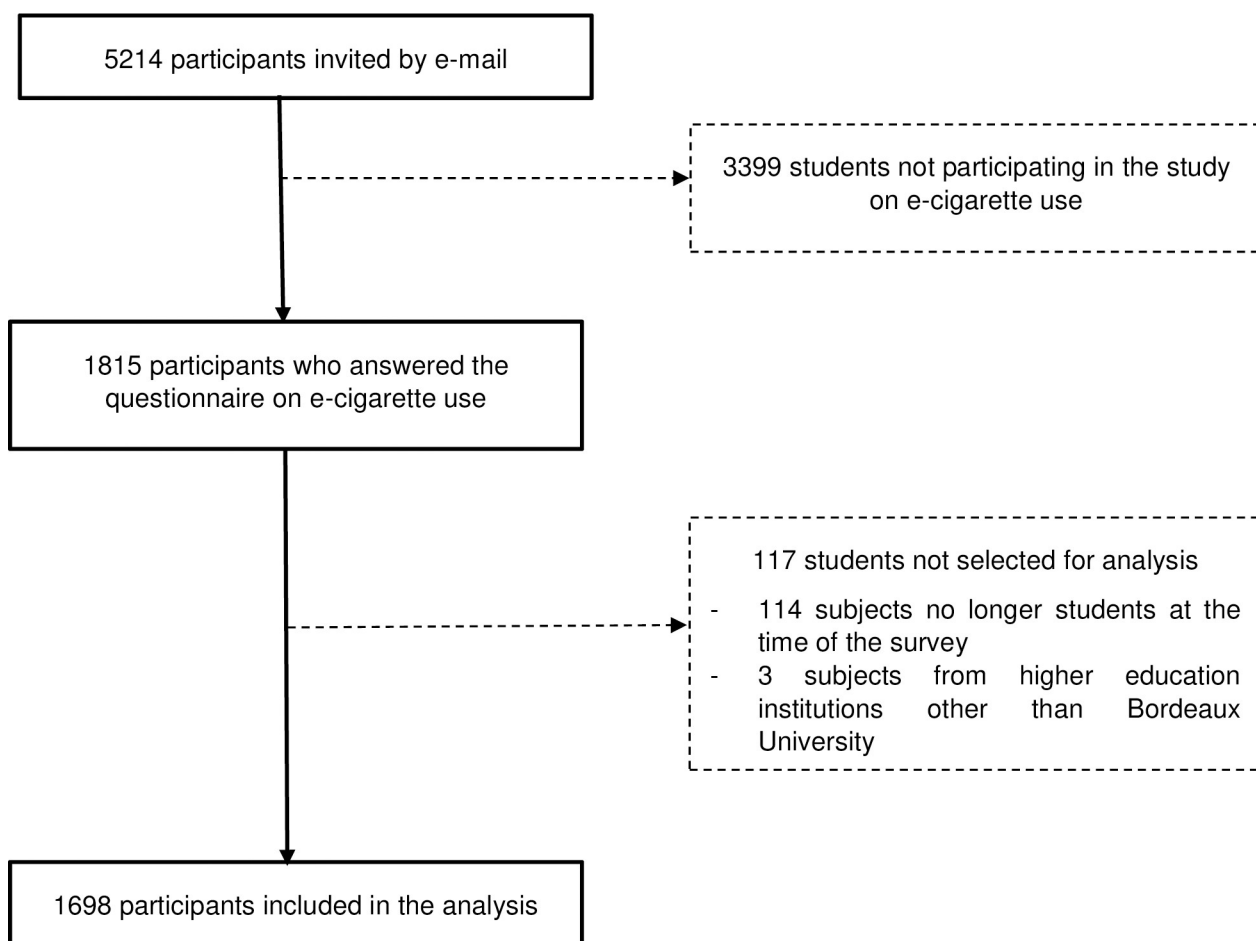 5214 participants invited by e-mail
3399 students not participating in the study
on e-cigarette use
1815 participants who answered the
questionnaire on e-cigarette use
117 students not selected for analysis
- 114 subjects no longer students at the
time of the survey
- 3 subjects from higher education
institutions other than Bordeaux
University
1698 participants included in the analysis